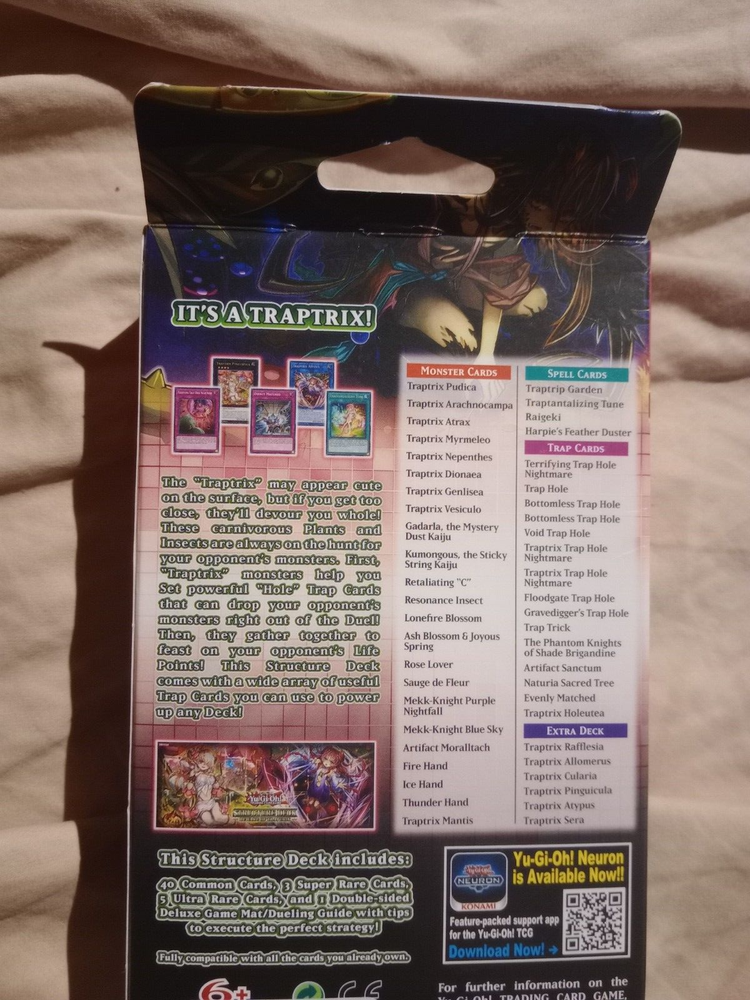 IT'S A TRAPTRIX!
The "Traptrix" may appear cute
on the surface, but if you get too
close, they'll devour you whole!
These carnivorous Plants and
Insects are always on the hunt for
your opponent's monsters. First,
"Traptrix" monsters help you
Set powerful "Hole" Trap Cards
that can drop your opponent's
monsters right out of the Duel!
Then, they gather together to
feast on your opponent's Life
Points! This Structure Deck
comes with a wide array of useful
Trap Cards you can use to power
up any Deck!
Yu-Gi-Oh!
This Structure Deck includes:
40 Common Cards, 3 Super Rare Cards,
5 Ultra Rare Cards, and 1 Double-sided
Deluxe Game Mat/Dueling Guide with tips
to execute the perfect strategy!
Fully compatible with all the cards you already own.
6+
CE
MONSTER CARDS
Traptrix Pudica
Traptrix Arachnocampa
Traptrix Atrax
Traptrix Myrmeleo
Traptrix Nepenthes
Traptrix Dionaea
Traptrix Genlisea
Traptrix Vesiculo
Gadarla, the Mystery
Dust Kaiju
Kumongous, the Sticky
String Kaiju
Retaliating "C"
Resonance Insect
Lonefire Blossom
Ash Blossom & Joyous
Spring
Rose Lover
Sauge de Fleur
Mekk-Knight Purple
Nightfall
Mekk-Knight Blue Sky
Artifact Moralltach
Fire Hand
Ice Hand
Thunder Hand
Traptrix Mantis
SPELL CARDS
Traptrip Garden
Traptantalizing Tune
Raigeki
Harpie's Feather Duster
TRAP CARDS
Terrifying Trap Hole
Nightmare
Trap Hole
Bottomless Trap Hole
Bottomless Trap Hole
Void Trap Hole
Traptrix Trap Hole
Nightmare
Traptrix Trap Hole
Nightmare
Floodgate Trap Hole
Gravedigger's Trap Hole
Trap Trick
The Phantom Knights
of Shade Brigandine
Artifact Sanctum
Naturia Sacred Tree
Evenly Matched
Traptrix Holeutea
EXTRA DECK
Traptrix Rafflesia
Traptrix Allomerus
Traptrix Cularia
Traptrix Pinguicula
Traptrix Atypus
Traptrix Sera
NEURON
KONAMI
Yu-Gi-Oh! Neuron
is Available Now!!
Feature-packed support app
for the Yu-Gi-Oh! TCG
Download Now! →
For further information on the
Yu-Gi-Oh! TRADING CARD GAME,